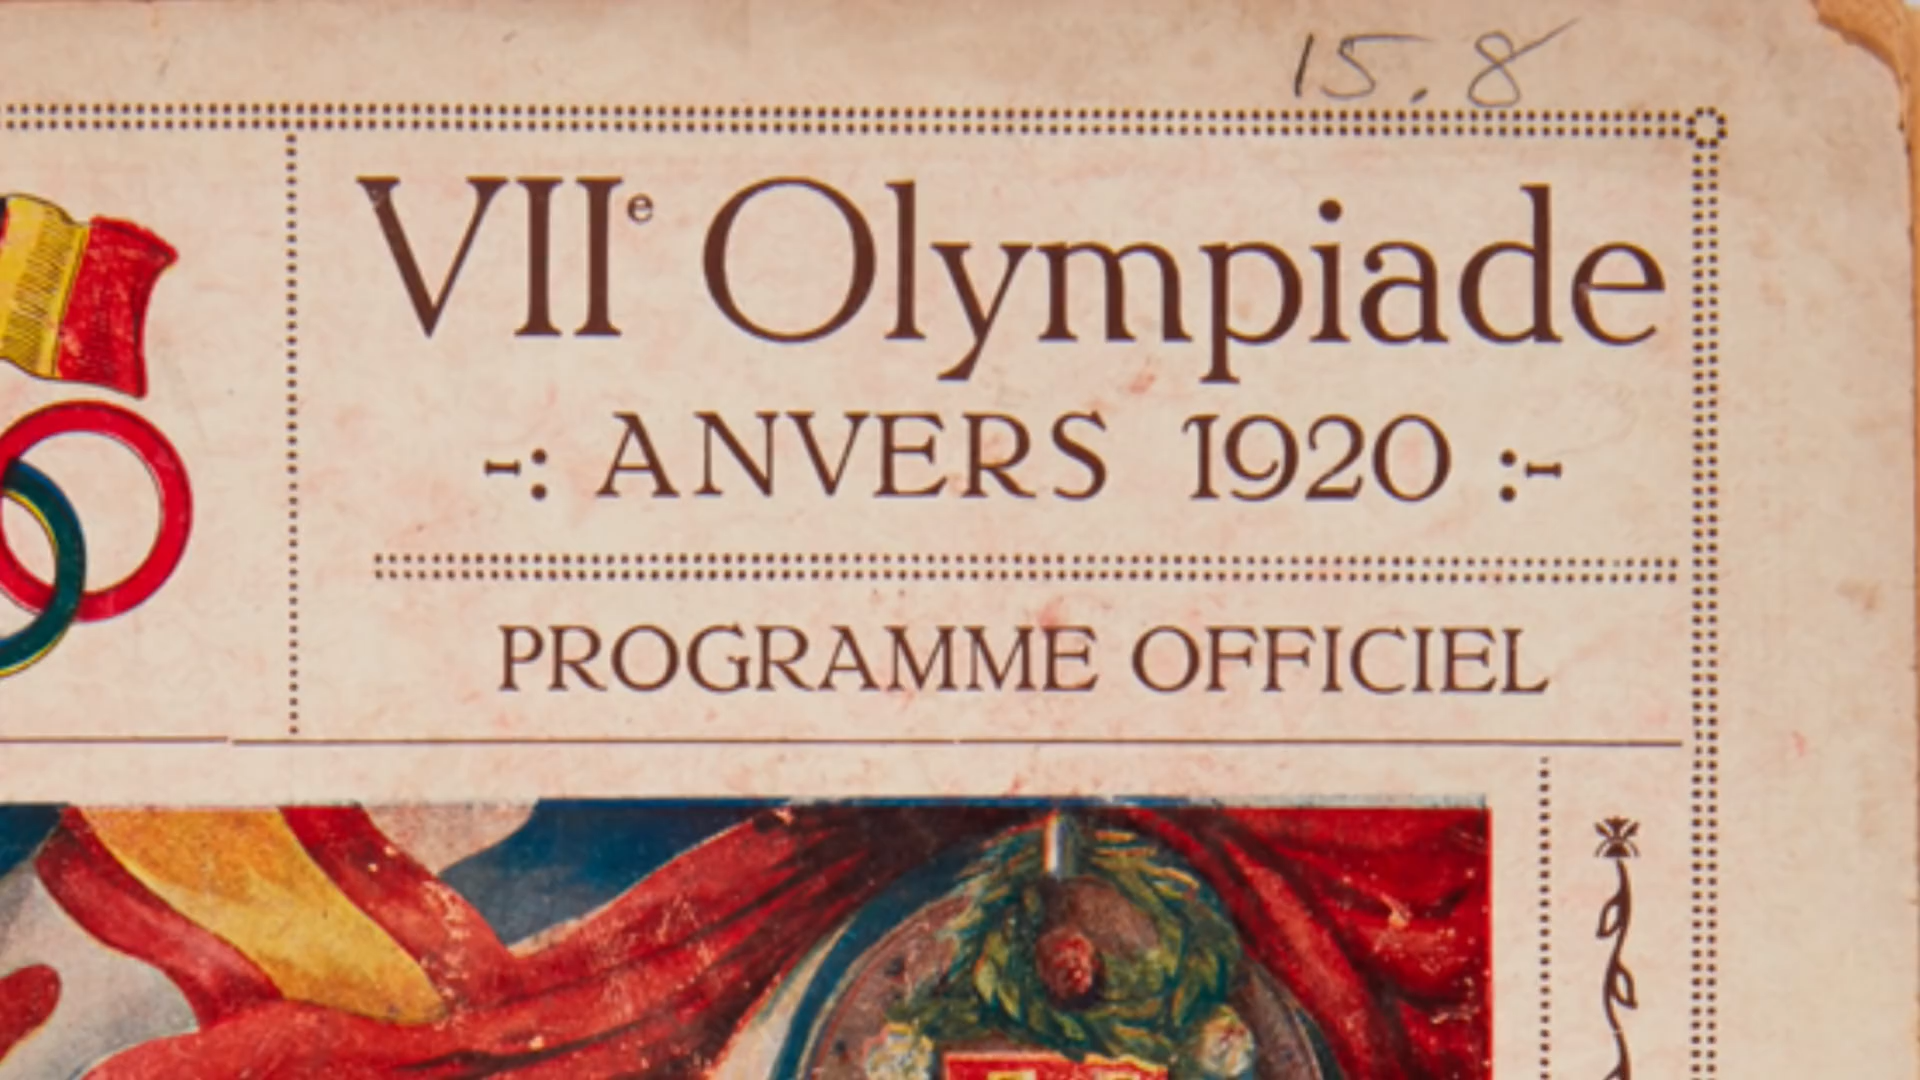 15.8
VIIe Olympiade
-: ANVERS 1920 :-
PROGRAMME OFFICIEL